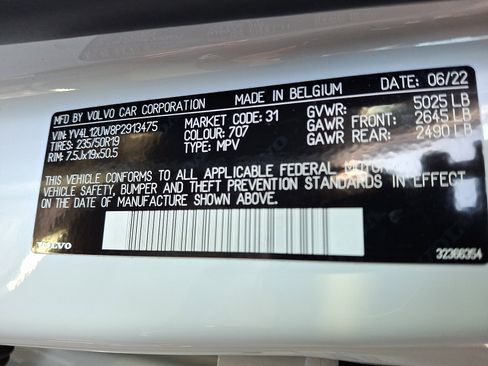 MFD BY VOLVO CAR CORPORATION MADE IN BELGIUM DATE: 06/22
VIN: YV4L12UW8P2913475 MARKET CODE: 31 GVWR: 5025 LB
TIRES: 235/50R19 COLOUR: 707 GAWR FRONT: 2645 LB
RIM: 7.5Jx19x50.5 TYPE: MPV GAWR REAR: 2490 LB
THIS VEHICLE CONFORMS TO ALL APPLICABLE FEDERAL MOTOR
VEHICLE SAFETY, BUMPER AND THEFT PREVENTION STANDARDS IN EFFECT
ON THE DATE OF MANUFACTURE SHOWN ABOVE.
VOLVO 32366354